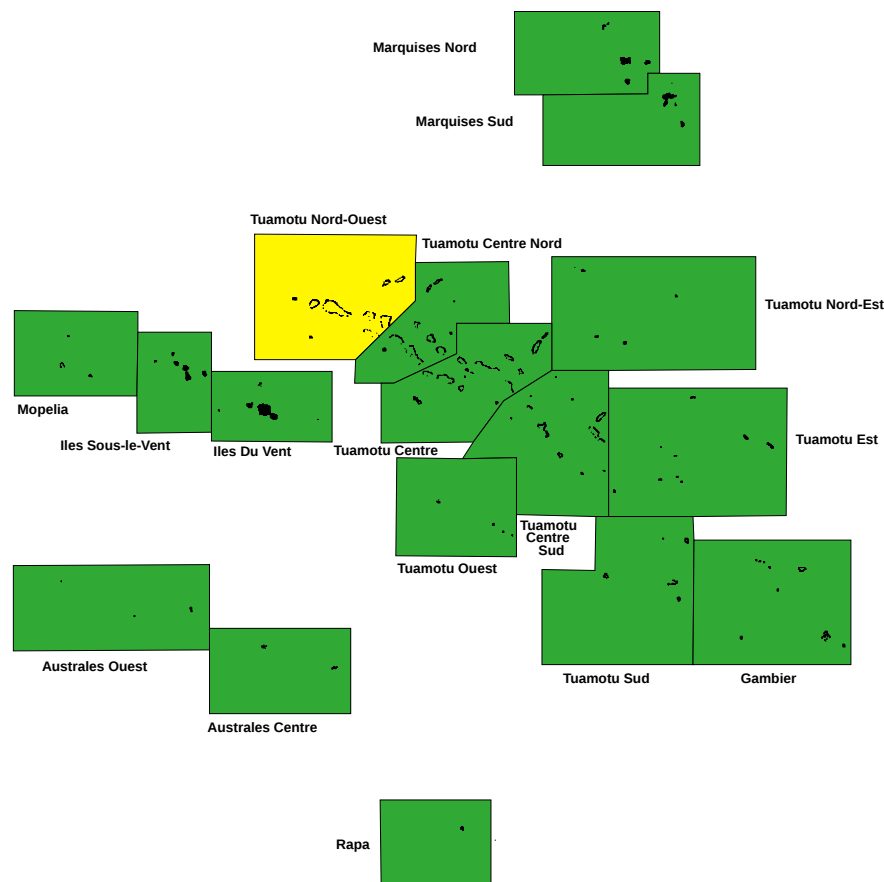 Marquises Nord
Marquises Sud
Tuamotu Nord-Ouest
Tuamotu Centre Nord
Tuamotu Nord-Est
Mopelia
Iles Sous-le-Vent
Iles Du Vent
Tuamotu Centre
Tuamotu Est
Tuamotu
Centre
Sud
Tuamotu Ouest
Australes Ouest
Tuamotu Sud
Gambier
Australes Centre
Rapa